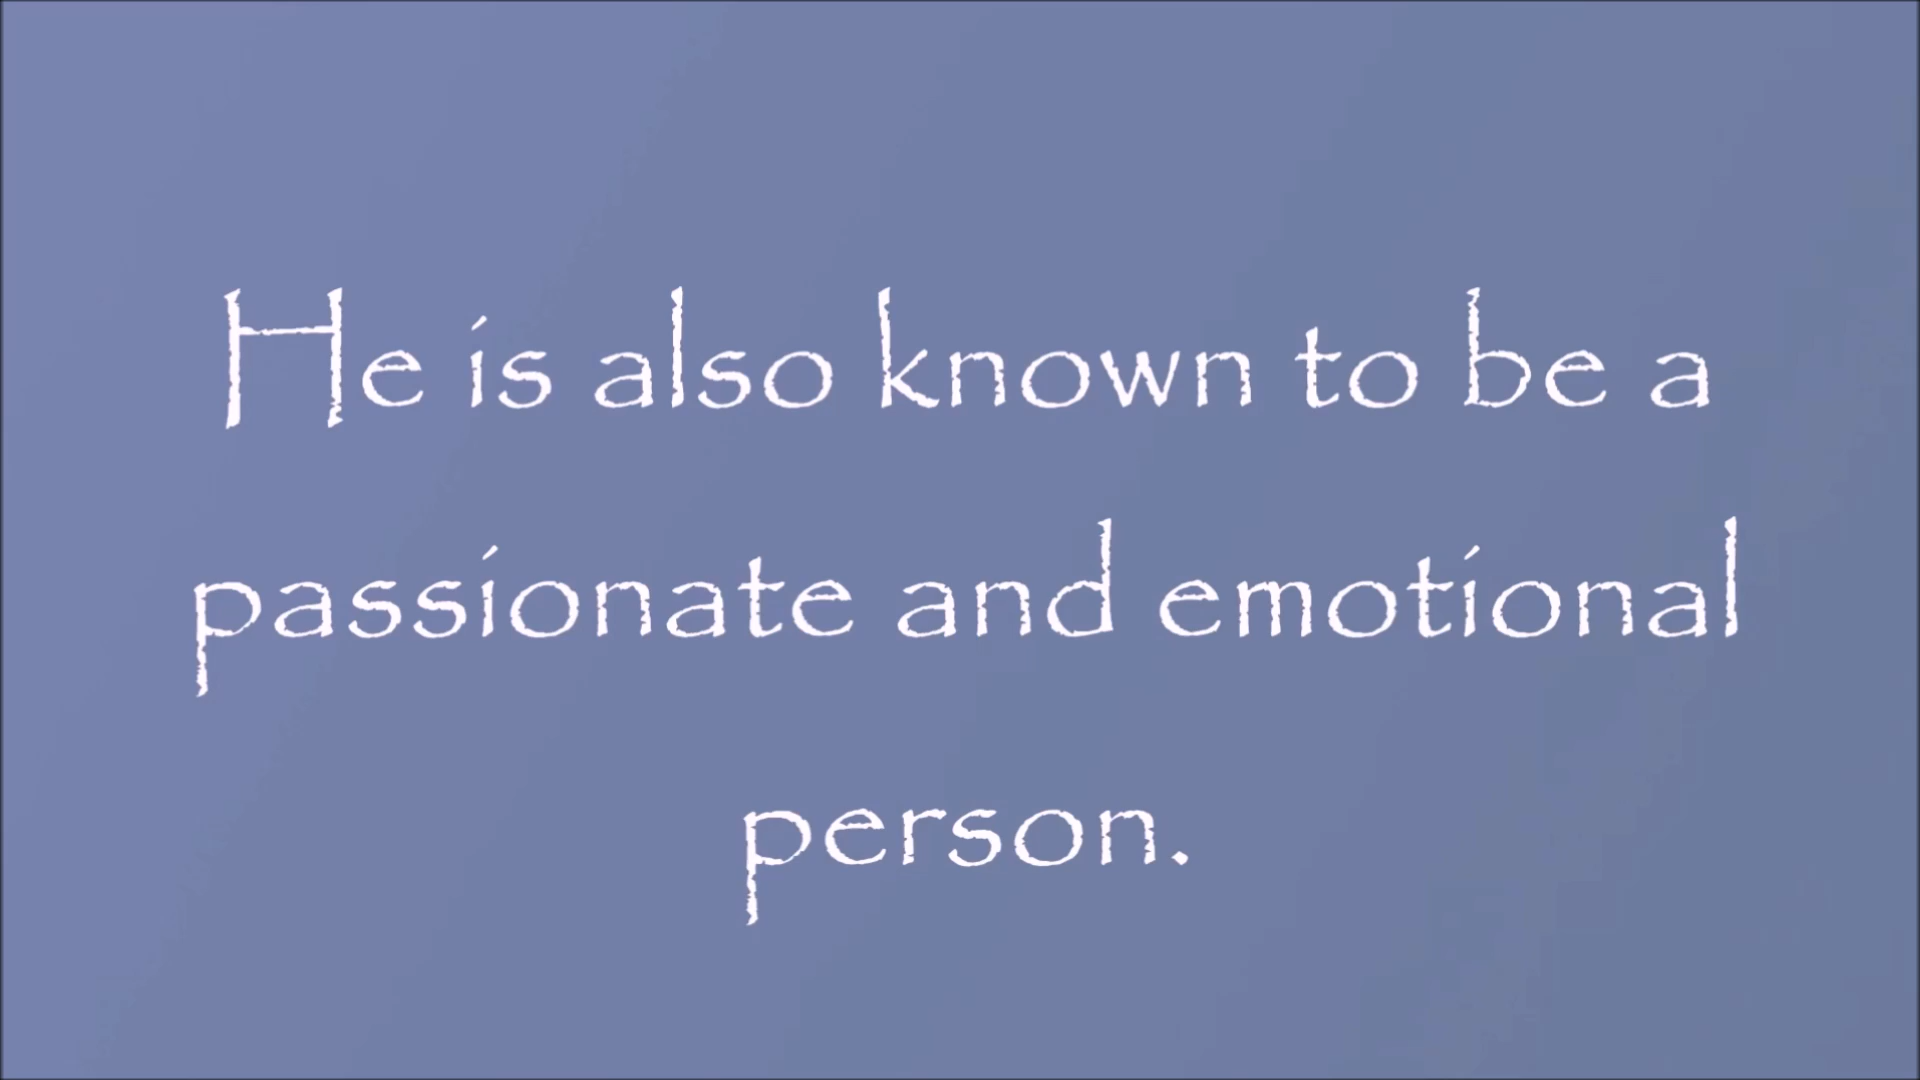 He is also known to be a
passionate and emotional
person.